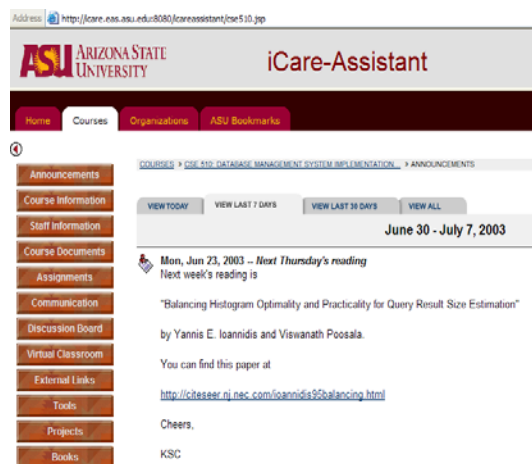 Address http://icare.eas.asu.edu:8080/icareassistant/cse510.jsp
ASU ARIZONA STATE UNIVERSITY
iCare-Assistant
Home Courses Organizations ASU Bookmarks
COURSES > CSE 510: DATABASE MANAGEMENT SYSTEM IMPLEMENTATION... > ANNOUNCEMENTS
Announcements
Course Information
Staff Information
Course Documents
Assignments
Communication
Discussion Board
Virtual Classroom
External Links
Tools
Projects
Books
VIEW TODAY VIEW LAST 7 DAYS VIEW LAST 30 DAYS VIEW ALL
June 30 - July 7, 2003
Mon, Jun 23, 2003 -- Next Thursday's reading
Next week's reading is
"Balancing Histogram Optimality and Practicality for Query Result Size Estimation"
by Yannis E. Ioannidis and Viswanath Poosala.
You can find this paper at
http://citeseer.nj.nec.com/ioannidis95balancing.html
Cheers,
KSC